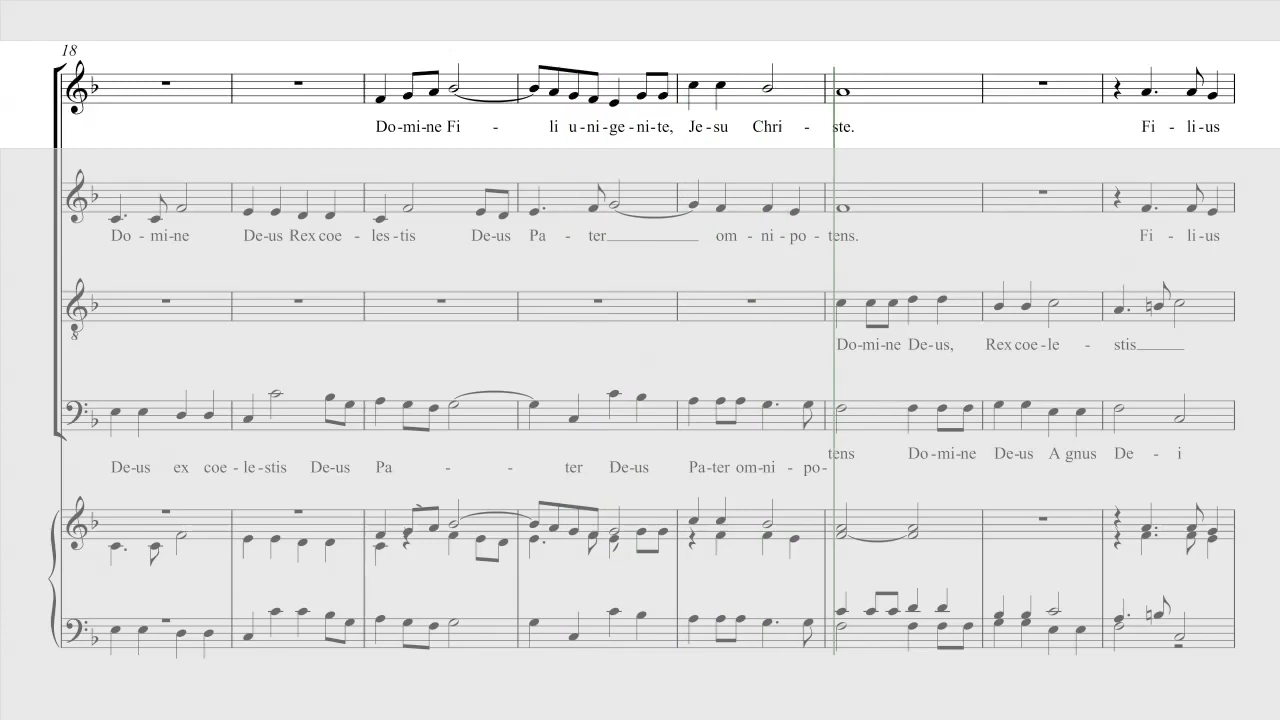 18
Do-mi-ne Fi - li u-ni-ge-ni-te, Je-su Chri - ste. Fi - li-us
Do-mi-ne De-us Rex coe - les-tis De-us Pa - ter om - ni-po-tens. Fi - li-us
8
Do-mi-ne De-us, Rex coe-le - stis
tens Do-mi-ne De-us A gnus De - i
De-us ex coe-le-stis De-us Pa - - ter De-us Pa-ter om-ni-po-